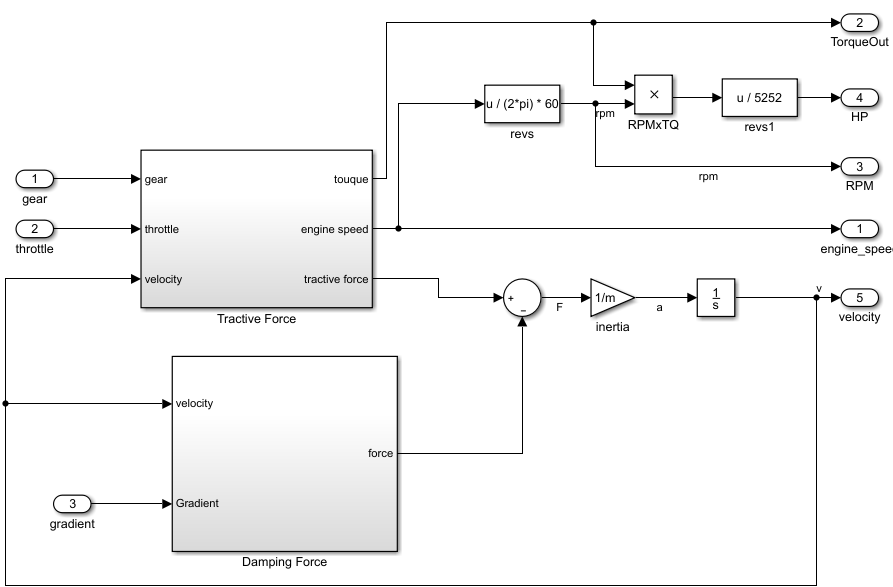 2
TorqueOut
u / (2*pi) * 60
revs
rpm
×
RPMxTQ
u / 5252
revs1
4
HP
3
RPM
rpm
1
gear
gear
touque
2
throttle
throttle
engine speed
1
engine_spee
velocity
tractive force
Tractive Force
+
−
F
1/m
inertia
a
1
s
v
5
velocity
velocity
force
3
gradient
Gradient
Damping Force